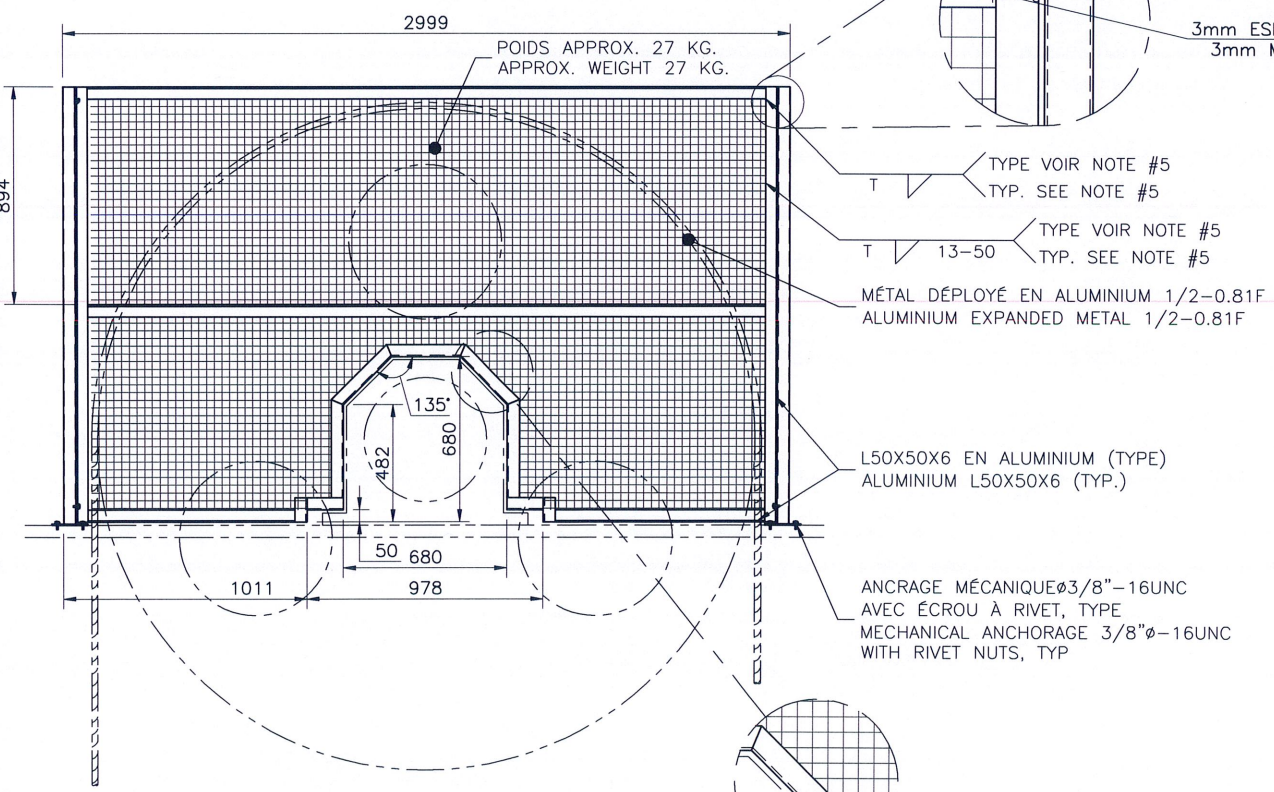 2999
POIDS APPROX. 27 KG.
APPROX. WEIGHT 27 KG.
3mm
3mm
894
TYPE VOIR NOTE #5
T
TYP. SEE NOTE #5
TYPE VOIR NOTE #5
T 13-50
TYP. SEE NOTE #5
MÉTAL DÉPLOYÉ EN ALUMINIUM 1/2-0.81F
ALUMINIUM EXPANDED METAL 1/2-0.81F
135°
680
482
L50X50X6 EN ALUMINIUM (TYPE)
ALUMINIUM L50X50X6 (TYP.)
50
680
1011
978
ANCRAGE MÉCANIQUEø3/8"-16UNC
AVEC ÉCROU À RIVET, TYPE
MECHANICAL ANCHORAGE 3/8"ø-16UNC
WITH RIVET NUTS, TYP